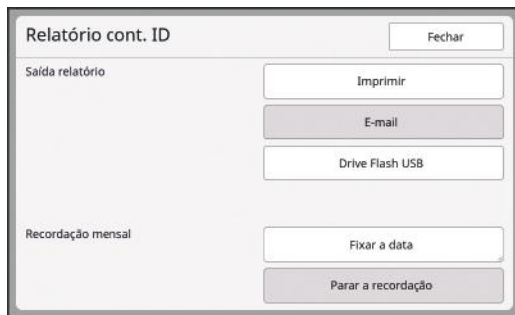 Relatório cont. ID
Fechar
Saída relatório
Imprimir
E-mail
Drive Flash USB
Recordação mensal
Fixar a data
Parar a recordação